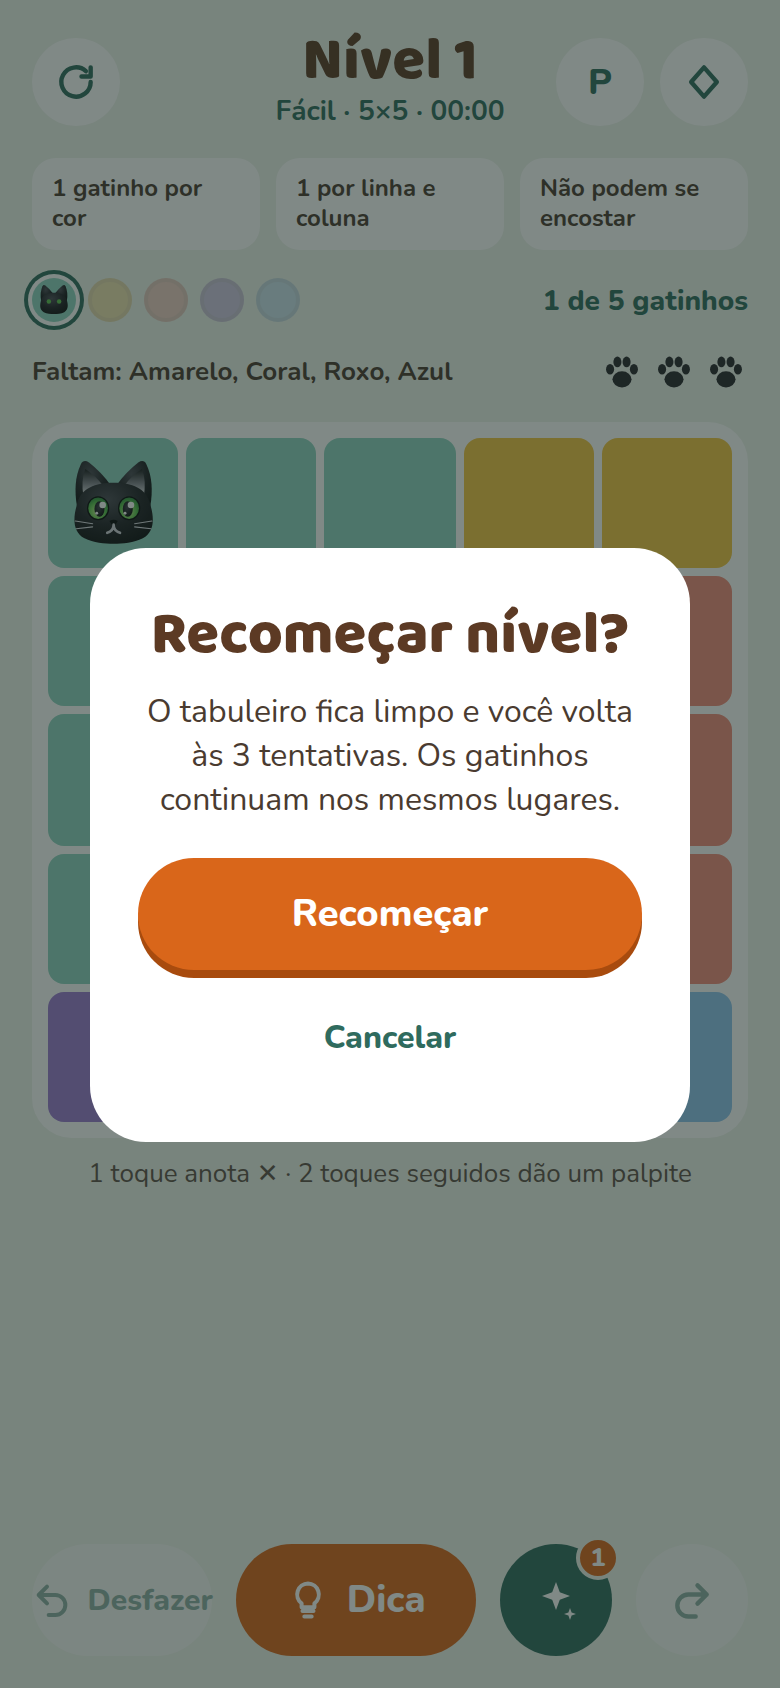 Nível 1
Fácil · 5×5 · 00:00
P
1 gatinho por
cor
1 por linha e
coluna
Não podem se
encostar
1 de 5 gatinhos
Faltam: Amarelo, Coral, Roxo, Azul
Recomeçar nível?
O tabuleiro fica limpo e você volta
às 3 tentativas. Os gatinhos
continuam nos mesmos lugares.
Recomeçar
Cancelar
1 toque anota ✕ · 2 toques seguidos dão um palpite
Desfazer
Dica
1